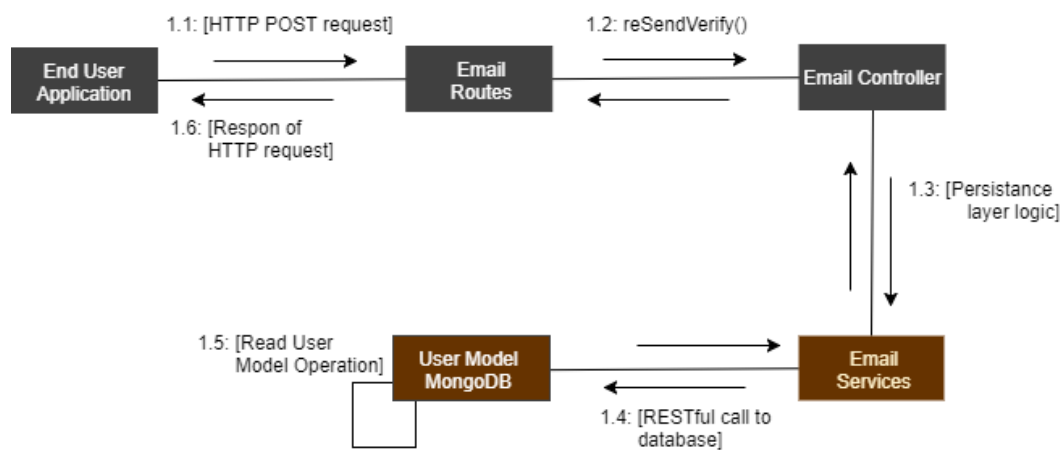 1.1: [HTTP POST request]
1.2: reSendVerify()
End User
Application
Email
Routes
Email Controller
1.6: [Respon of
HTTP request]
1.3: [Persistance
layer logic]
1.5: [Read User
Model Operation]
User Model
MongoDB
Email
Services
1.4: [RESTful call to
database]